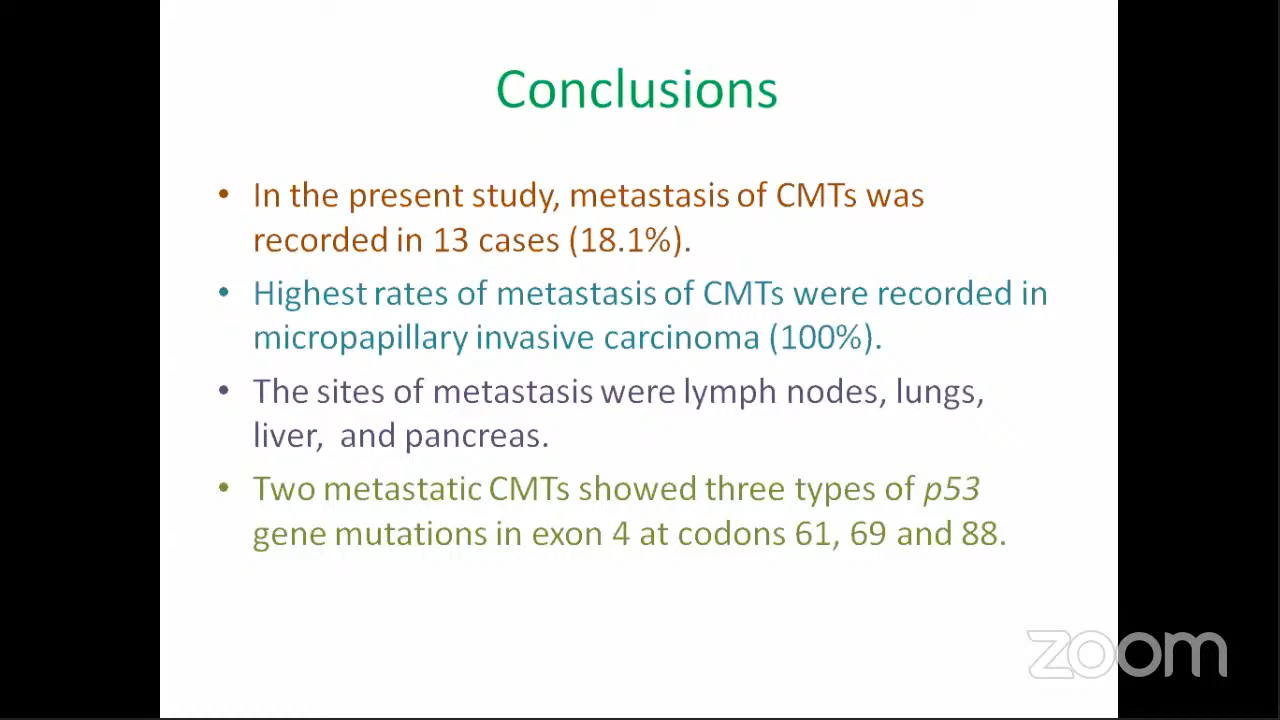 Conclusions
• In the present study, metastasis of CMTs was
recorded in 13 cases (18.1%).
• Highest rates of metastasis of CMTs were recorded in
micropapillary invasive carcinoma (100%).
• The sites of metastasis were lymph nodes, lungs,
liver, and pancreas.
• Two metastatic CMTs showed three types of p53
gene mutations in exon 4 at codons 61, 69 and 88.
zoom